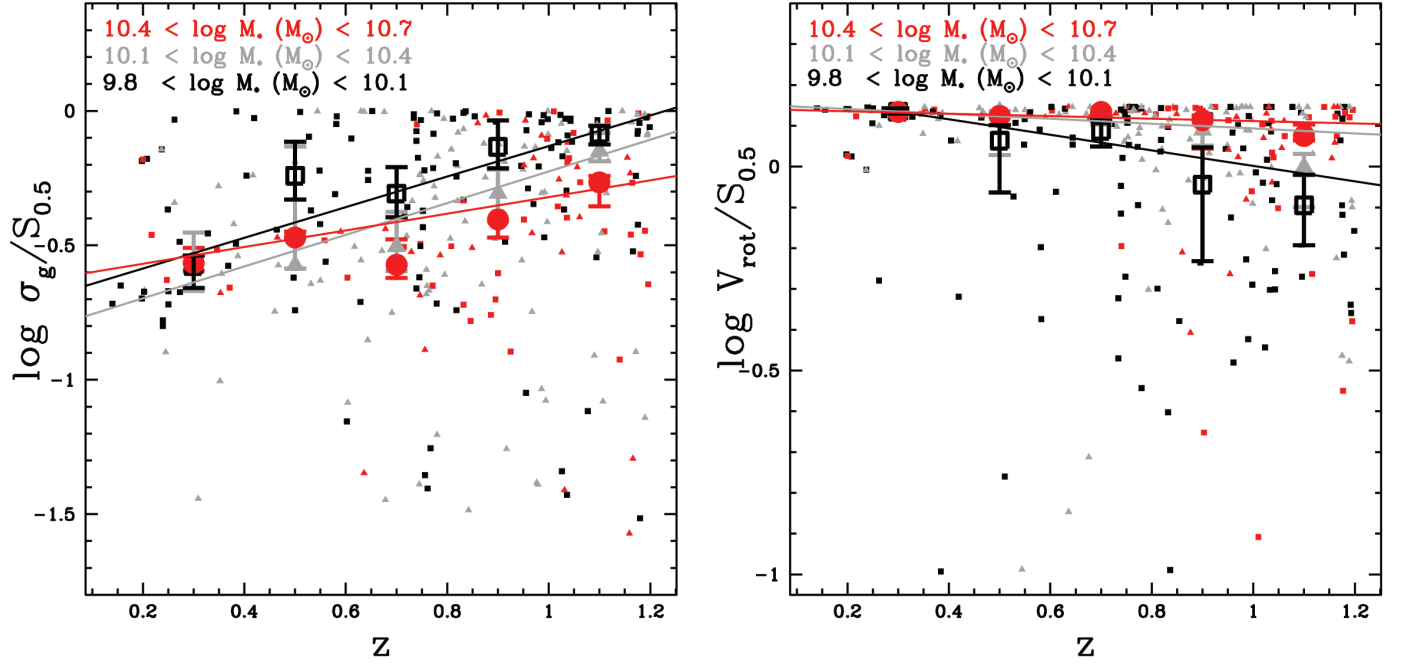 10.4 < log M* (M⊙) < 10.7
10.1 < log M* (M⊙) < 10.4
9.8 < log M* (M⊙) < 10.1
log σg/S0.5
0
-0.5
-1
-1.5
0.2 0.4 0.6 0.8 1 1.2
z
10.4 < log M* (M⊙) < 10.7
10.1 < log M* (M⊙) < 10.4
9.8 < log M* (M⊙) < 10.1
log Vrot/S0.5
0
-0.5
-1
0.2 0.4 0.6 0.8 1 1.2
z